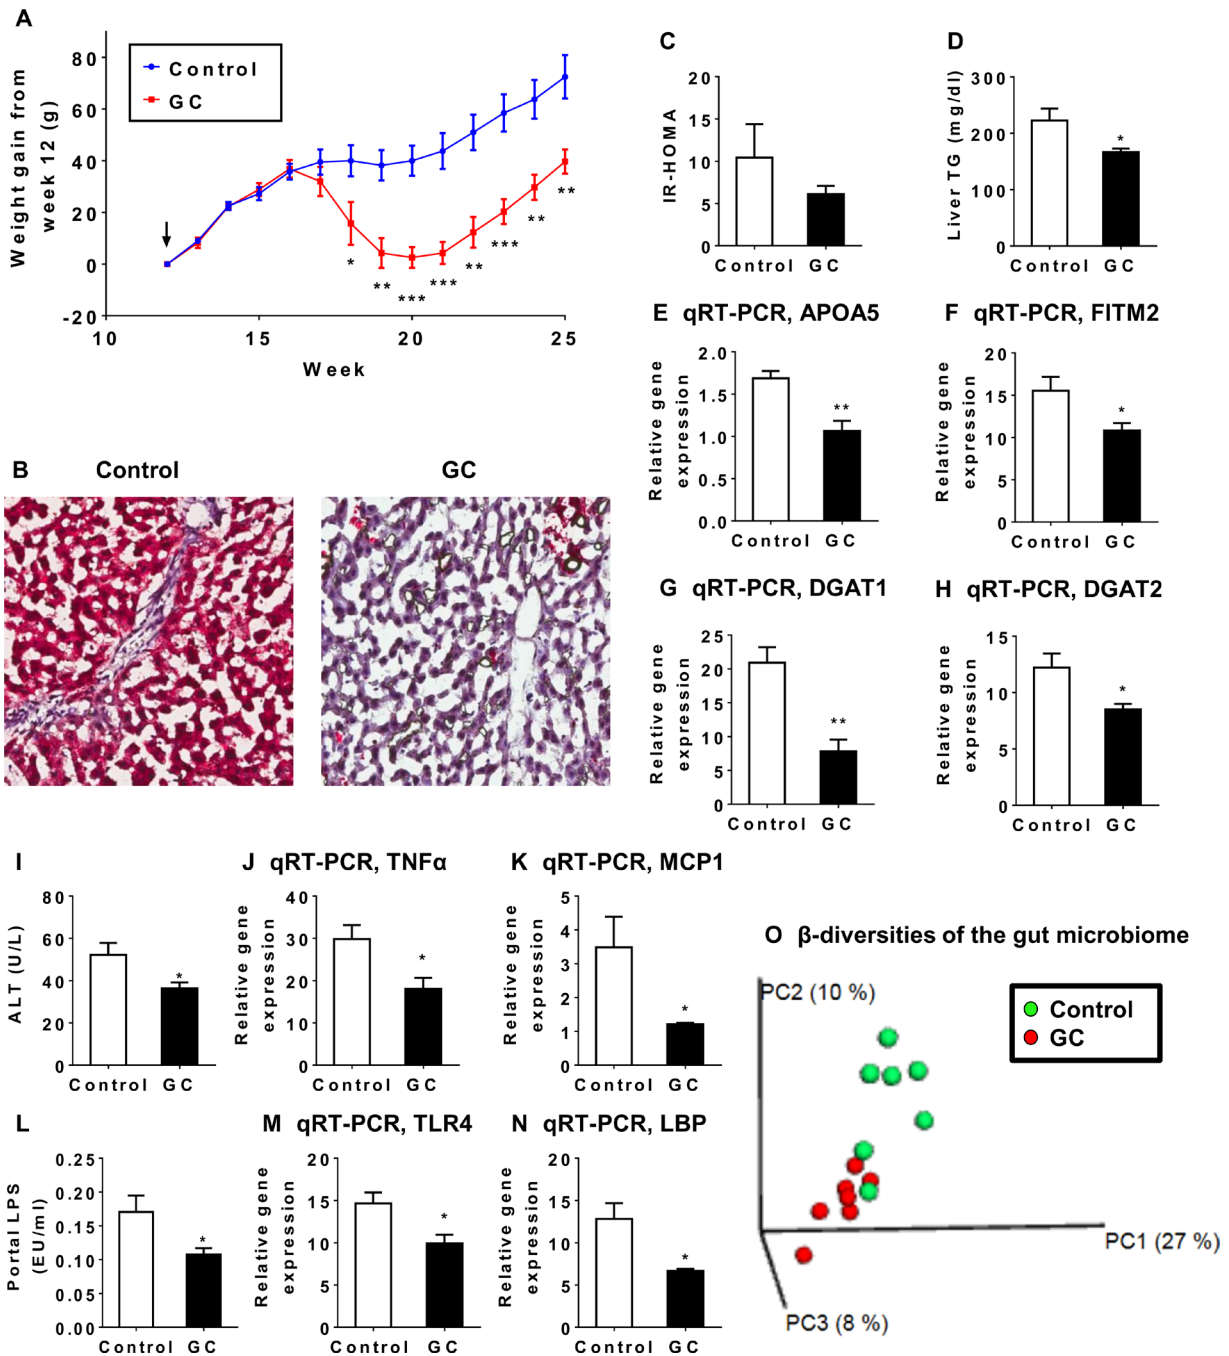 A
Weight gain from
week 12 (g)
80
60
40
20
0
-20
10
15
20
25
Week
Control
GC
*
**
***
***
**
***
**
**
B
Control
GC
C
IR-HOMA
20
15
10
5
0
Control GC
D
Liver TG (mg/dl)
300
200
100
0
*
Control GC
E qRT-PCR, APOA5
Relative gene
expression
2.0
1.5
1.0
0.5
0.0
**
Control GC
F qRT-PCR, FITM2
Relative gene
expression
20
15
10
5
0
*
Control GC
G qRT-PCR, DGAT1
Relative gene
expression
25
20
15
10
5
0
**
Control GC
H qRT-PCR, DGAT2
Relative gene
expression
15
10
5
0
*
Control GC
I
ALT (U/L)
80
60
40
20
0
*
Control GC
J qRT-PCR, TNFα
Relative gene
expression
40
30
20
10
0
*
Control GC
K qRT-PCR, MCP1
Relative gene
expression
5
4
3
2
1
0
*
Control GC
L
Portal LPS
(EU/ml)
0.25
0.20
0.15
0.10
0.05
0.00
*
Control GC
M qRT-PCR, TLR4
Relative gene
expression
20
15
10
5
0
*
Control GC
N qRT-PCR, LBP
Relative gene
expression
20
15
10
5
0
*
Control GC
O β-diversities of the gut microbiome
PC2 (10 %)
Control
GC
PC1 (27 %)
PC3 (8 %)